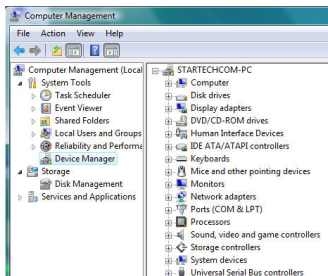 Computer Management
File Action View Help
Computer Management (Local
System Tools
Task Scheduler
Event Viewer
Shared Folders
Local Users and Groups
Reliability and Performa
Device Manager
Storage
Disk Management
Services and Applications
STARTECHCOM-PC
Computer
Disk drives
Display adapters
DVD/CD-ROM drives
Human Interface Devices
IDE ATA/ATAPI controllers
Keyboards
Mice and other pointing devices
Monitors
Network adapters
Ports (COM & LPT)
Processors
Sound, video and game controllers
Storage controllers
System devices
Universal Serial Bus controllers